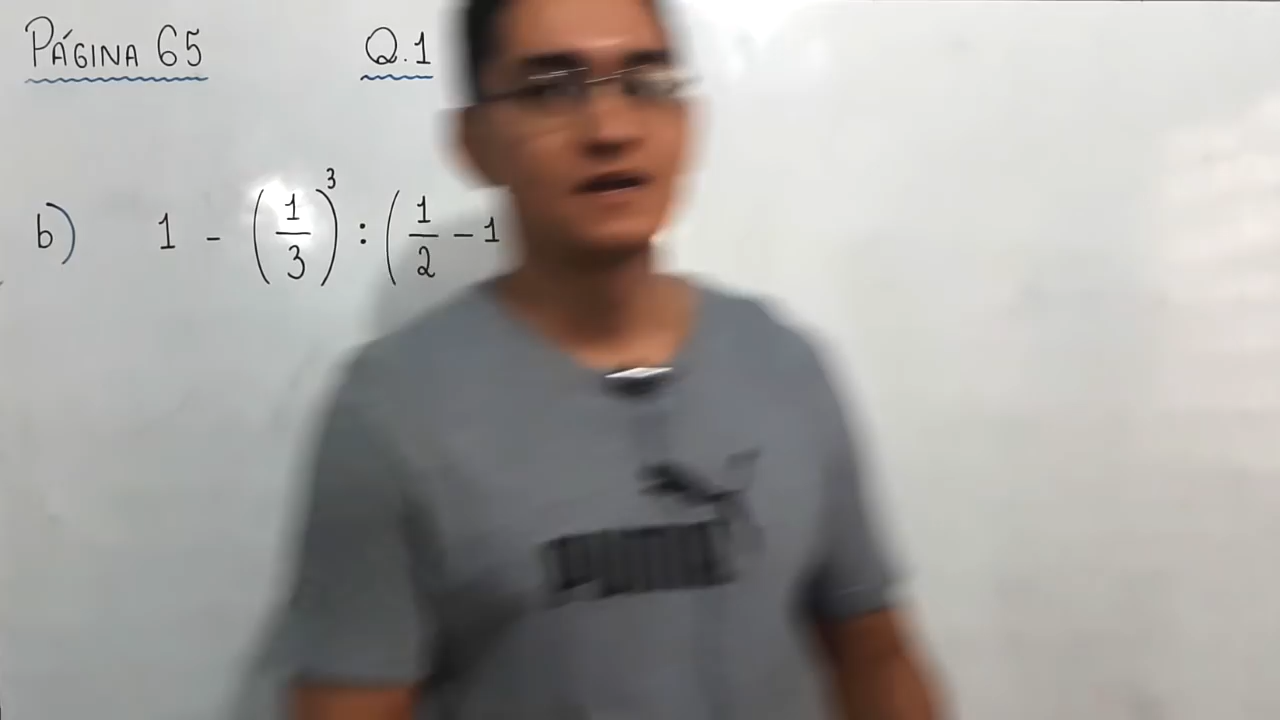 PÁGINA 65 Q.1
b) 1 - (1/3)³ : (1/2 - 1
PUMA